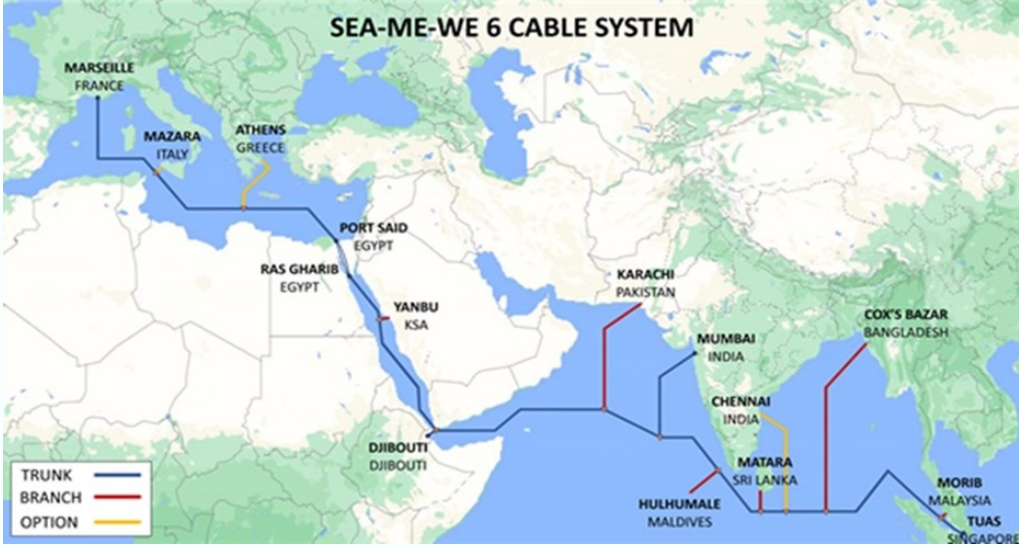 SEA-ME-WE 6 CABLE SYSTEM
MARSEILLE
FRANCE
MAZARA
ITALY
ATHENS
GREECE
PORT SAID
EGYPT
RAS GHARIB
EGYPT
YANBU
KSA
KARACHI
PAKISTAN
COX'S BAZAR
BANGLADESH
MUMBAI
INDIA
CHENNAI
INDIA
DJIBOUTI
DJIBOUTI
MATARA
SRI LANKA
HULHUMALE
MALDIVES
MORIB
MALAYSIA
TUAS
SINGAPORE
TRUNK
BRANCH
OPTION